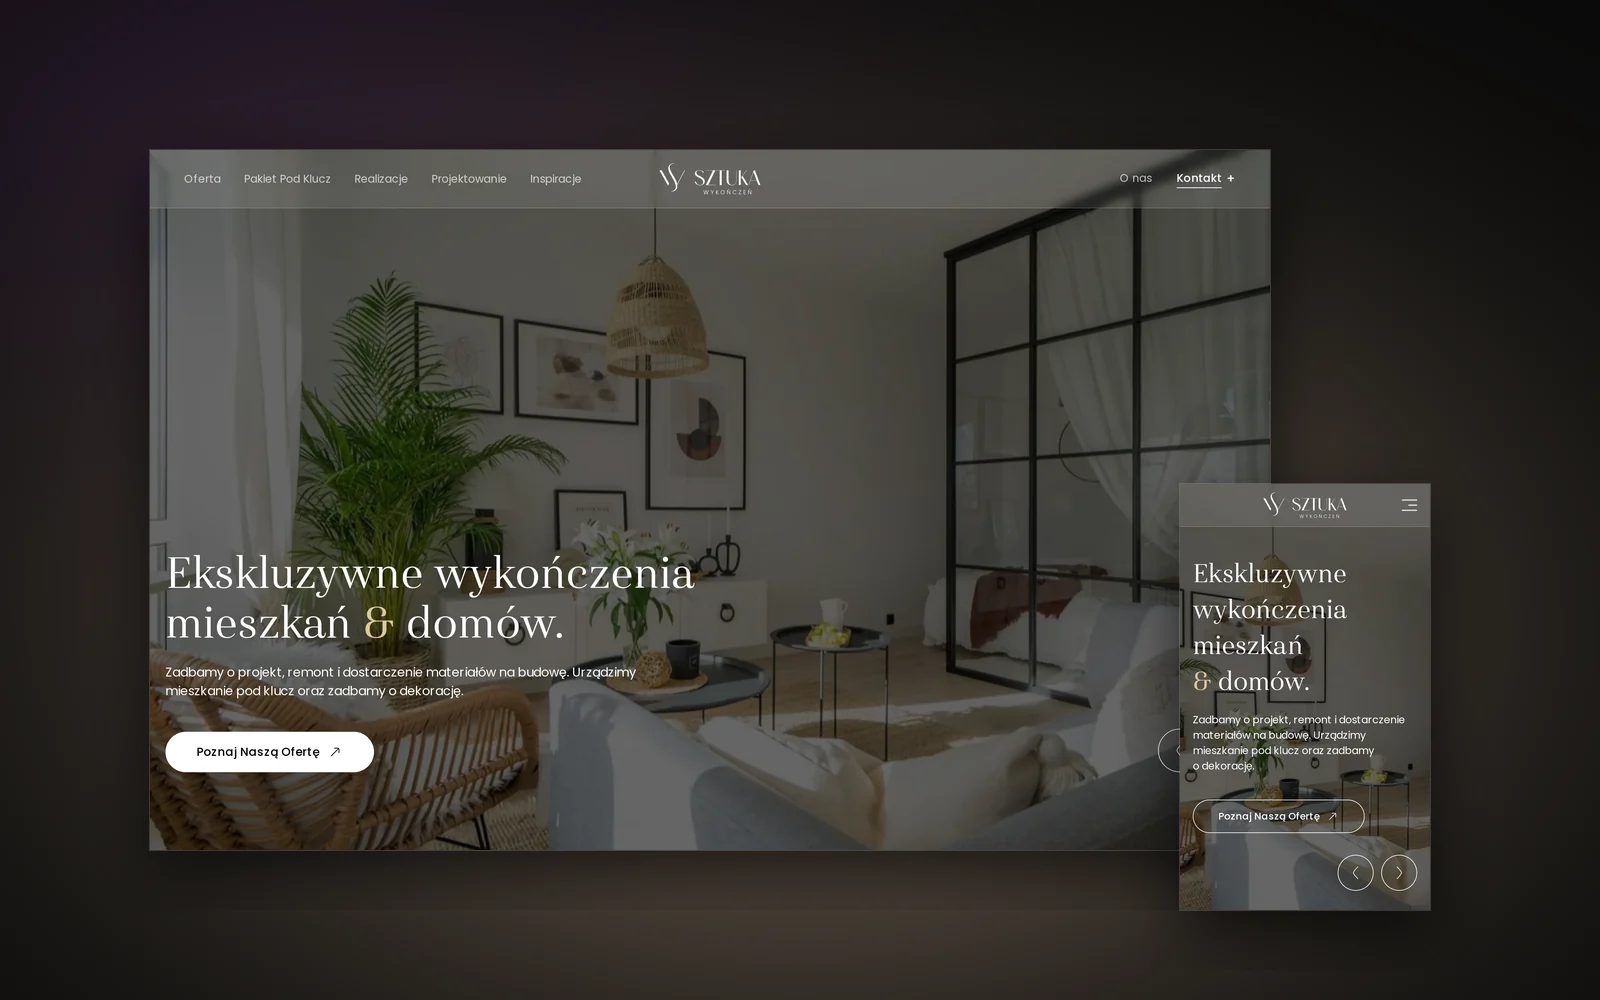 Oferta Pakiet Pod Klucz Realizacje Projektowanie Inspiracje
SZTUKA
WYKOŃCZEŃ
O nas Kontakt +
Ekskluzywne wykończenia
mieszkań & domów.
Zadbamy o projekt, remont i dostarczenie materiałów na budowę. Urządzimy
mieszkanie pod klucz oraz zadbamy o dekorację.
Poznaj Naszą Ofertę
SZTUKA
WYKOŃCZEŃ
Ekskluzywne
wykończenia
mieszkań
& domów.
Zadbamy o projekt, remont i dostarczenie
materiałów na budowę. Urządzimy
mieszkanie pod klucz oraz zadbamy
o dekorację.
Poznaj Naszą Ofertę